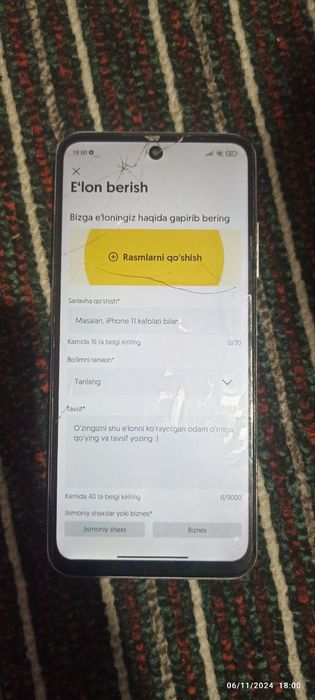 18:00
E'lon berish
Bizga e'loningiz haqida gapirib bering
Rasmlarni qo'shish
Sarlavha qo'shish*
Masalan, iPhone 11 kafolati bilan
Kamida 16 ta belgi kiriting 0/70
Bo'limni tanlash*
Tanlang
Tavsif*
O'zingizni shu e'lonni ko'rayotgan odam o'rniga
qo'ying va tavsif yozing :)
Kamida 40 ta belgi kiriting 0/9000
Jismoniy shaxslar yoki biznes*
Jismoniy shaxs Biznes
06/11/2024 18:00